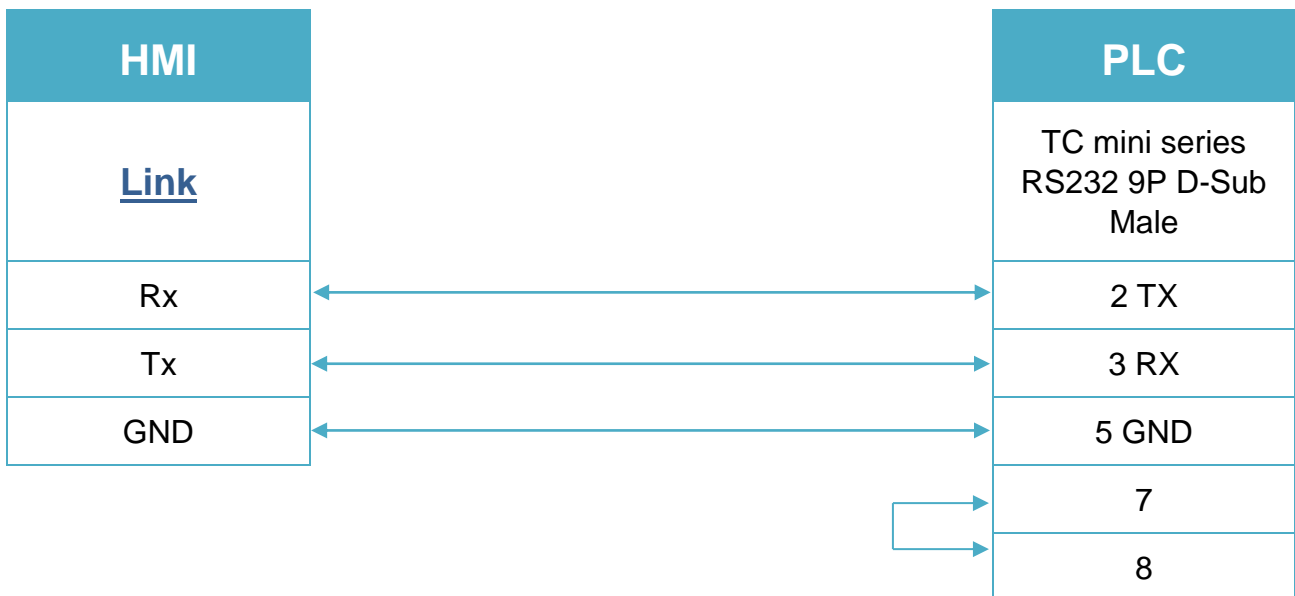 HMI
PLC
Link
TC mini series
RS232 9P D-Sub
Male
Rx
2 TX
Tx
3 RX
GND
5 GND
7
8